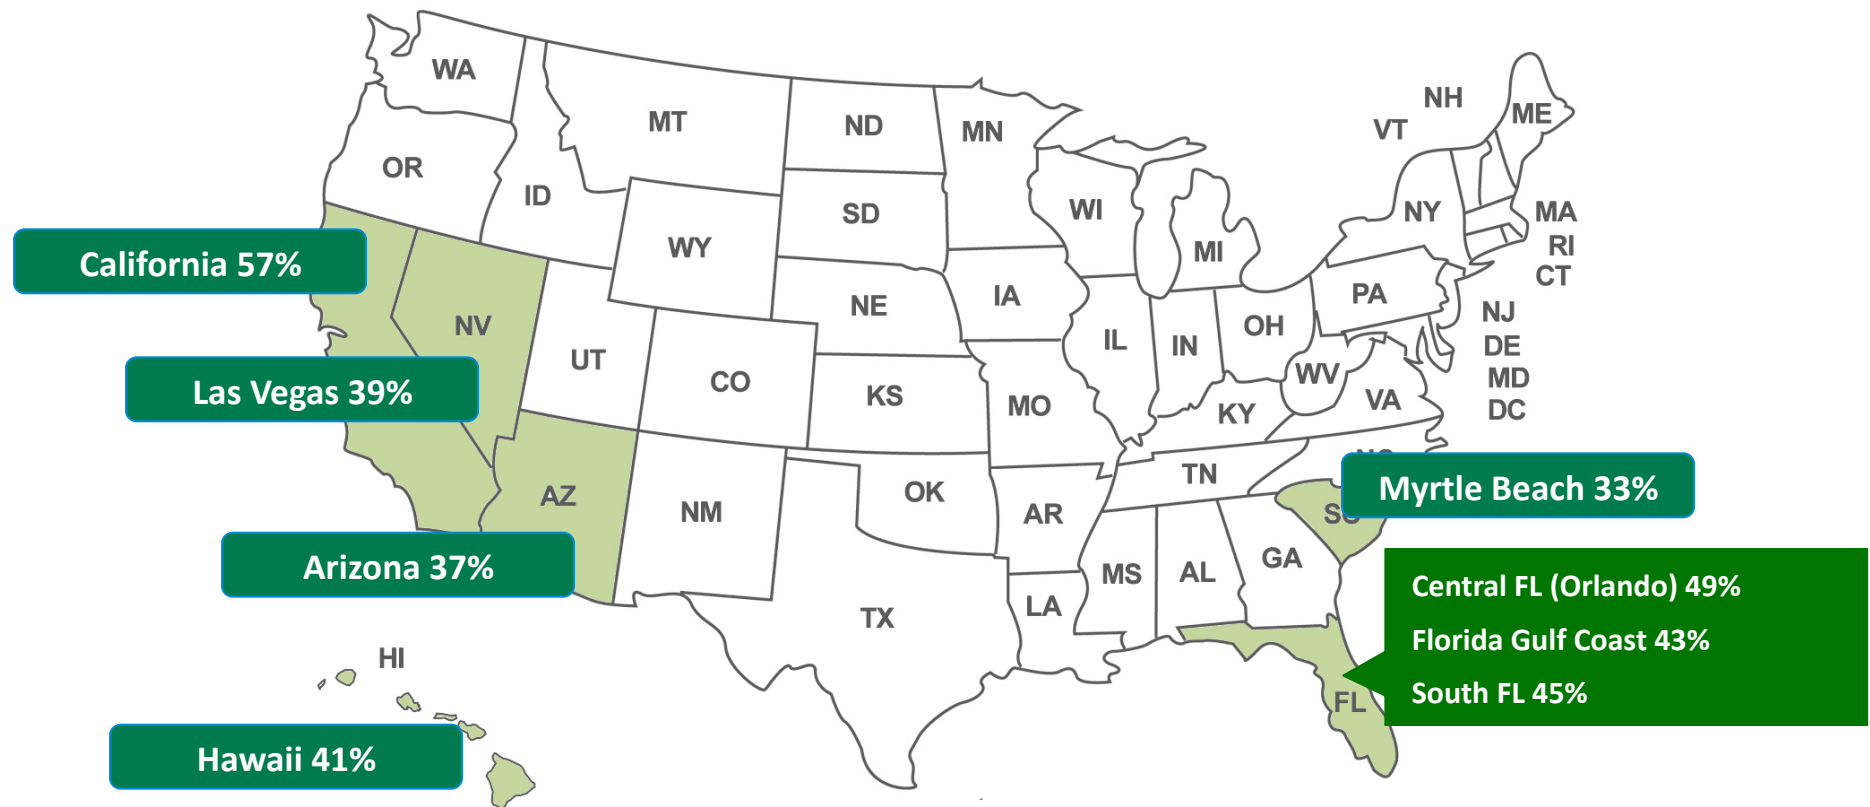 WA
MT
ND
MN
NH
VT
ME
OR
ID
SD
WI
NY
MA
RI
CT
WY
MI
California 57%
NV
NE
IA
PA
NJ
DE
MD
DC
UT
CO
IL
IN
OH
WV
VA
Las Vegas 39%
KS
MO
KY
TN
NC
Myrtle Beach 33%
AZ
NM
OK
AR
SC
Arizona 37%
MS
AL
GA
TX
LA
Central FL (Orlando) 49%
Florida Gulf Coast 43%
South FL 45%
FL
HI
Hawaii 41%